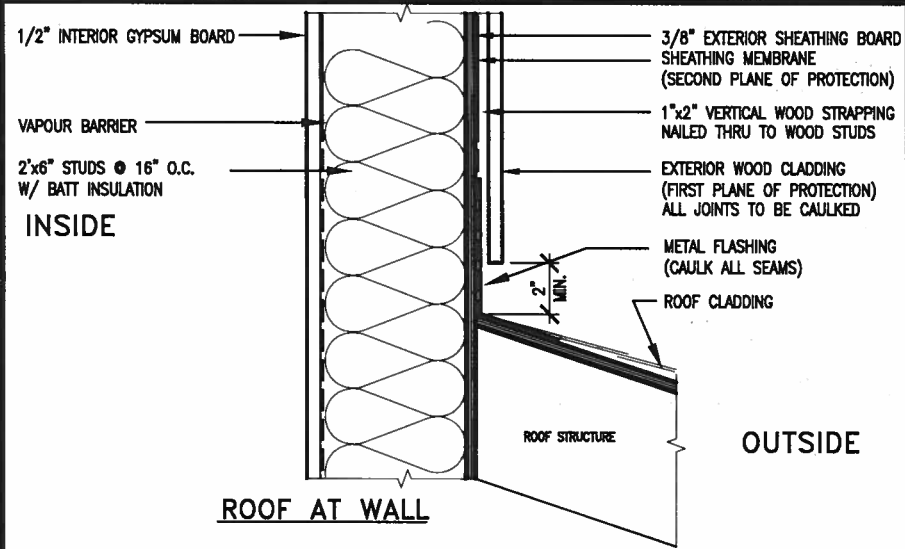 1/2" INTERIOR GYPSUM BOARD
VAPOUR BARRIER
2'x6" STUDS @ 16" O.C.
W/ BATT INSULATION
INSIDE
3/8" EXTERIOR SHEATHING BOARD
SHEATHING MEMBRANE
(SECOND PLANE OF PROTECTION)
1"x2" VERTICAL WOOD STRAPPING
NAILED THRU TO WOOD STUDS
EXTERIOR WOOD CLADDING
(FIRST PLANE OF PROTECTION)
ALL JOINTS TO BE CAULKED
METAL FLASHING
(CAULK ALL SEAMS)
2"
MIN.
ROOF CLADDING
ROOF STRUCTURE
OUTSIDE
ROOF AT WALL